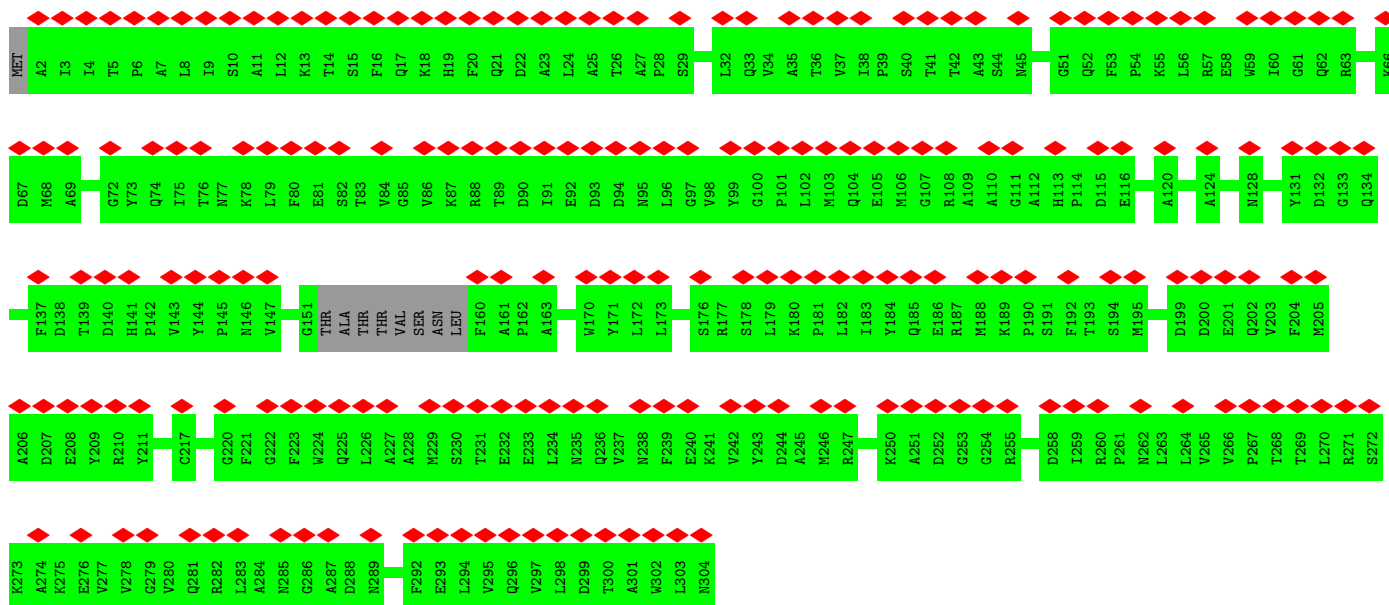 MET A2 I3 I4 T5 P6 A7 L8 I9 S10 A11 L12 K13 T14 S15 F16 Q17 K18 H19 F20 Q21 D22 A23 L24 A25 T26 A27 P28 S29 L32 Q33 V34 A35 T36 V37 I38 P39 S40 T41 T42 A43 S44 N45 G51 Q52 F53 P54 K55 L56 R57 E58 W59 I60 G61 Q62 R63 K66
D67 M68 A69 G72 Y73 Q74 I75 T76 N77 K78 L79 F80 E81 S82 T83 V84 G85 V86 K87 R88 T89 D90 I91 E92 D93 D94 N95 L96 G97 V98 Y99 G100 P101 L102 M103 Q104 E105 M106 G107 R108 A109 A110 G111 A112 H113 P114 D115 E116 A120 A124 N128 Y131 D132 G133 Q134
F137 D138 T139 D140 H141 P142 V143 Y144 P145 N146 V147 G151 THR ALA THR THR VAL SER ASN LEU F160 A161 P162 A163 W170 Y171 L172 L173 S176 R177 S178 L179 K180 P181 L182 I183 Y184 Q185 E186 R187 M188 K189 P190 S191 F192 T193 S194 M195 D199 D200 E201 Q202 V203 F204 M205
A206 D207 E208 Y209 R210 Y211 C217 G220 F221 G222 F223 W224 Q225 L226 A227 A228 M229 S230 T231 E232 E233 L234 N235 Q236 V237 N238 F239 E240 K241 V242 Y243 D244 A245 M246 R247 K250 A251 D252 G253 G254 R255 D258 I259 R260 P261 N262 L263 L264 V265 V266 P267 T268 T269 L270 R271 S272
K273 A274 K275 E276 V277 V278 G279 V280 Q281 R282 L283 A284 N285 G286 A287 D288 N289 F292 E293 L294 V295 Q296 V297 L298 D299 T300 A301 W302 L303 N304